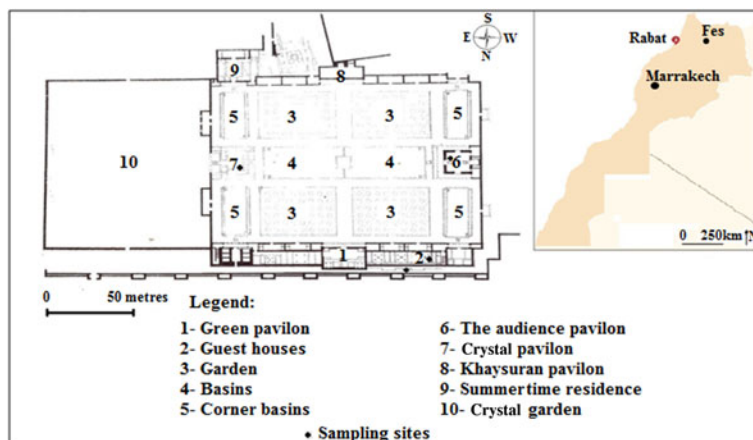 S
E W
N
9
8
5 3 3 5
10
7 4 4 6
5 3 3 5
1
2
0 50 metres
Legend:
1- Green pavilon
2- Guest houses
3- Garden
4- Basins
5- Corner basins
6- The audience pavilon
7- Crystal pavilon
8- Khaysuran pavilon
9- Summertime residence
10- Crystal garden
Sampling sites
Rabat
Fes
Marrakech
0 250km N